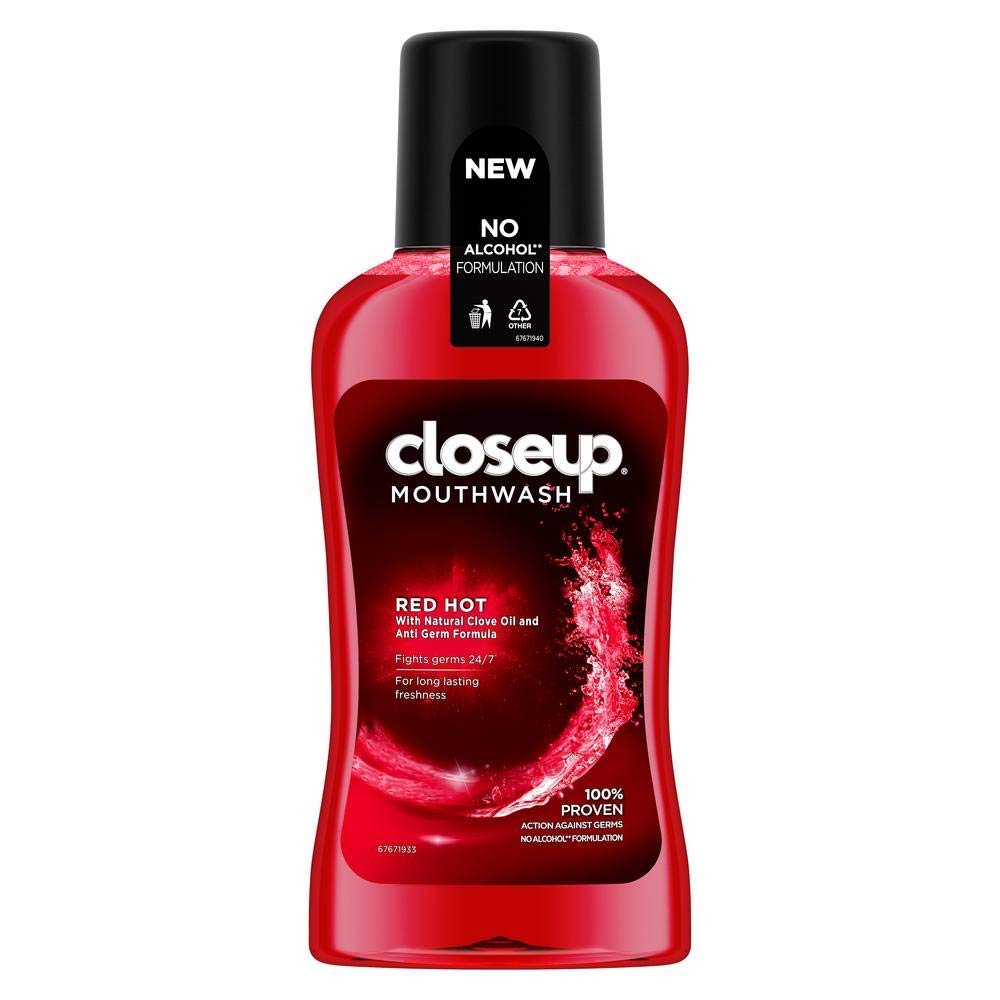 NEW
NO
ALCOHOL**
FORMULATION
7
OTHER
67671940
closeup®
MOUTHWASH
RED HOT
With Natural Clove Oil and
Anti Germ Formula
Fights germs 24/7
For long lasting
freshness
100%
PROVEN
ACTION AGAINST GERMS
NO ALCOHOL** FORMULATION
67671933